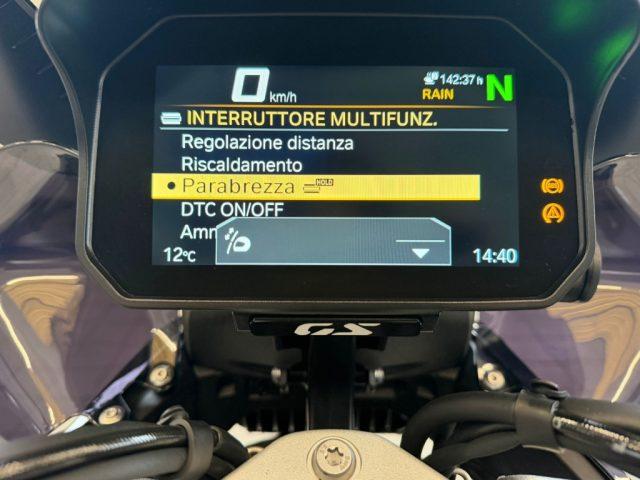 0 km/h
142:37 h
RAIN N
INTERRUTTORE MULTIFUNZ.
Regolazione distanza
Riscaldamento
• Parabrezza HOLD
DTC ON/OFF
12°C
14:40
ABS
GS